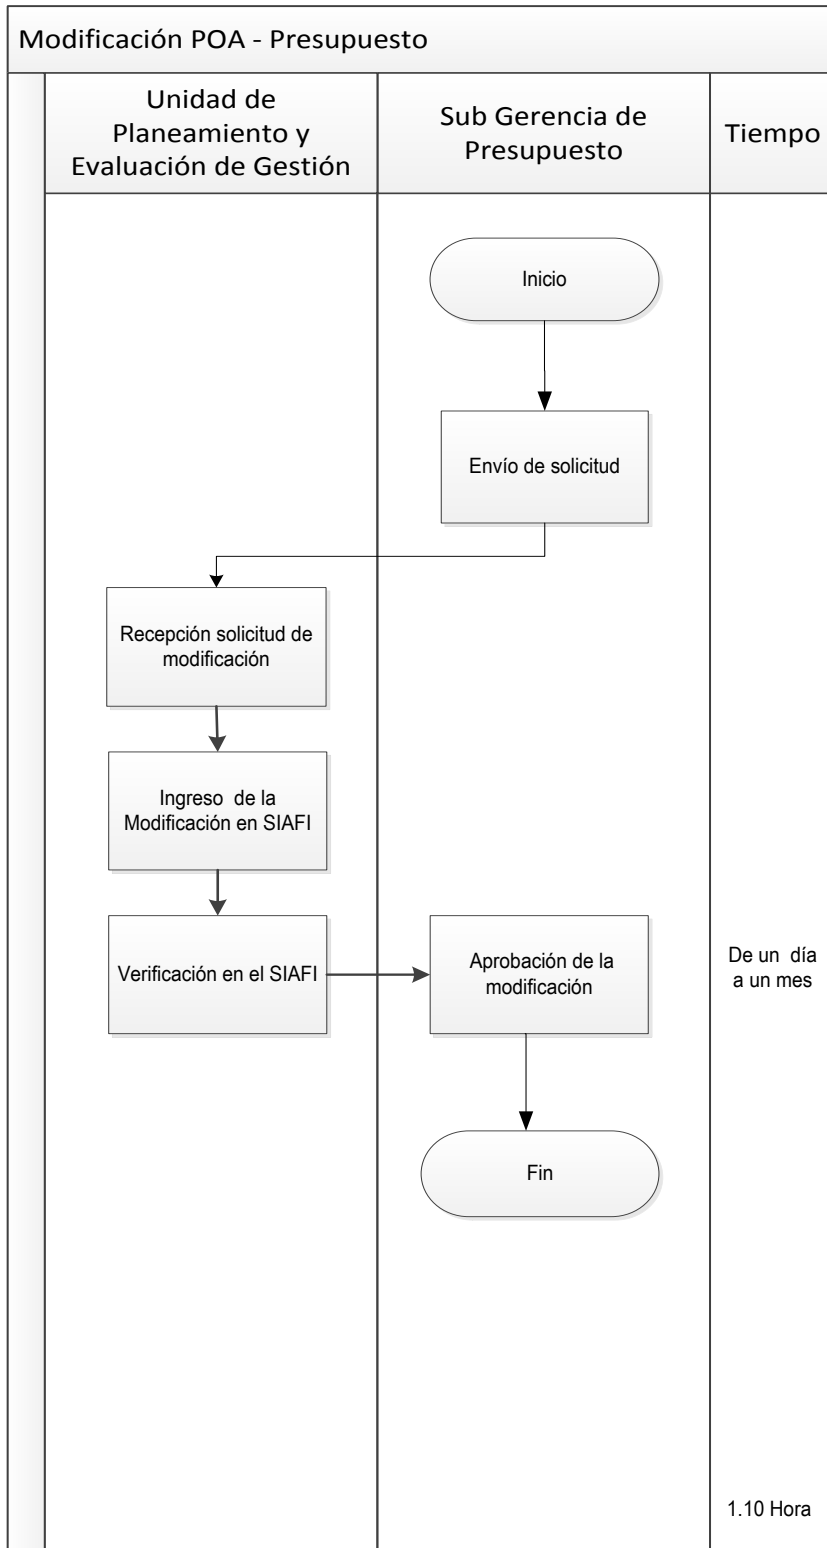 Modificación POA - Presupuesto
Unidad de
Planeamiento y
Evaluación de Gestión
Sub Gerencia de
Presupuesto
Tiempo
Inicio
Envío de solicitud
Recepción solicitud de
modificación
Ingreso  de la
Modificación en SIAFI
Verificación en el SIAFI
Aprobación de la
modificación
De un  día
a un mes
Fin
1.10 Hora